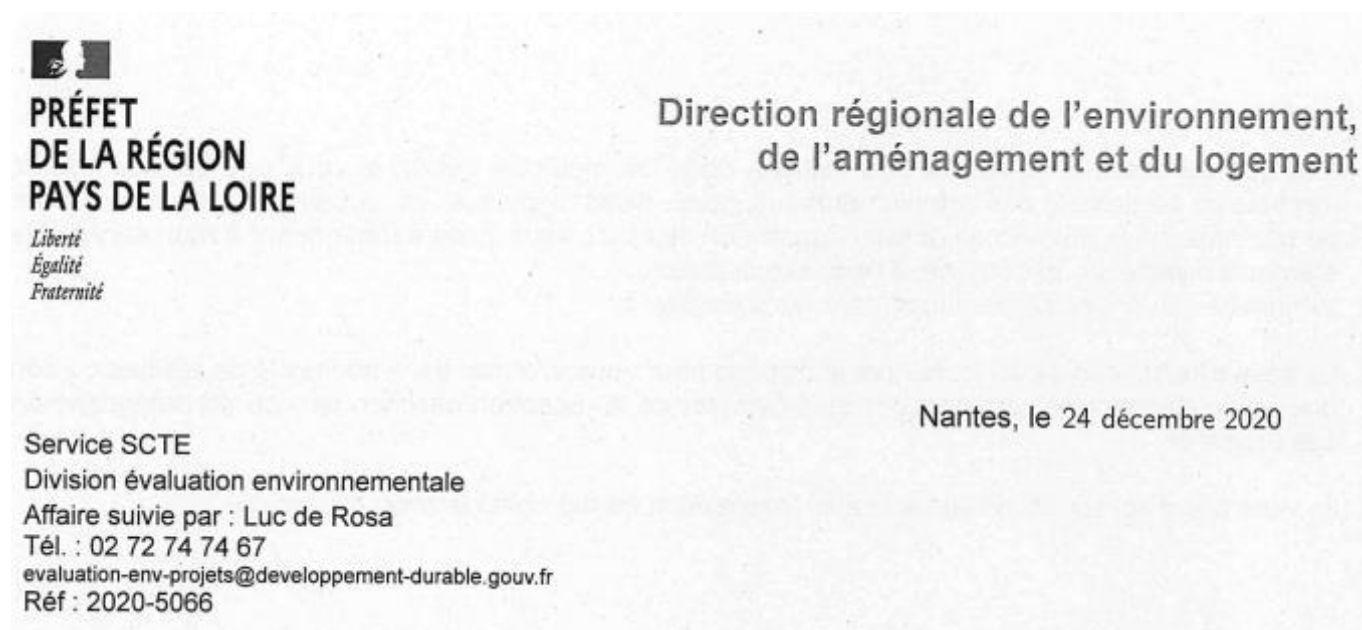 PRÉFET
DE LA RÉGION
PAYS DE LA LOIRE
Liberté
Égalité
Fraternité
Direction régionale de l'environnement,
de l'aménagement et du logement
Nantes, le 24 décembre 2020
Service SCTE
Division évaluation environnementale
Affaire suivie par : Luc de Rosa
Tél. : 02 72 74 74 67
evaluation-env-projets@developpement-durable.gouv.fr
Réf : 2020-5066